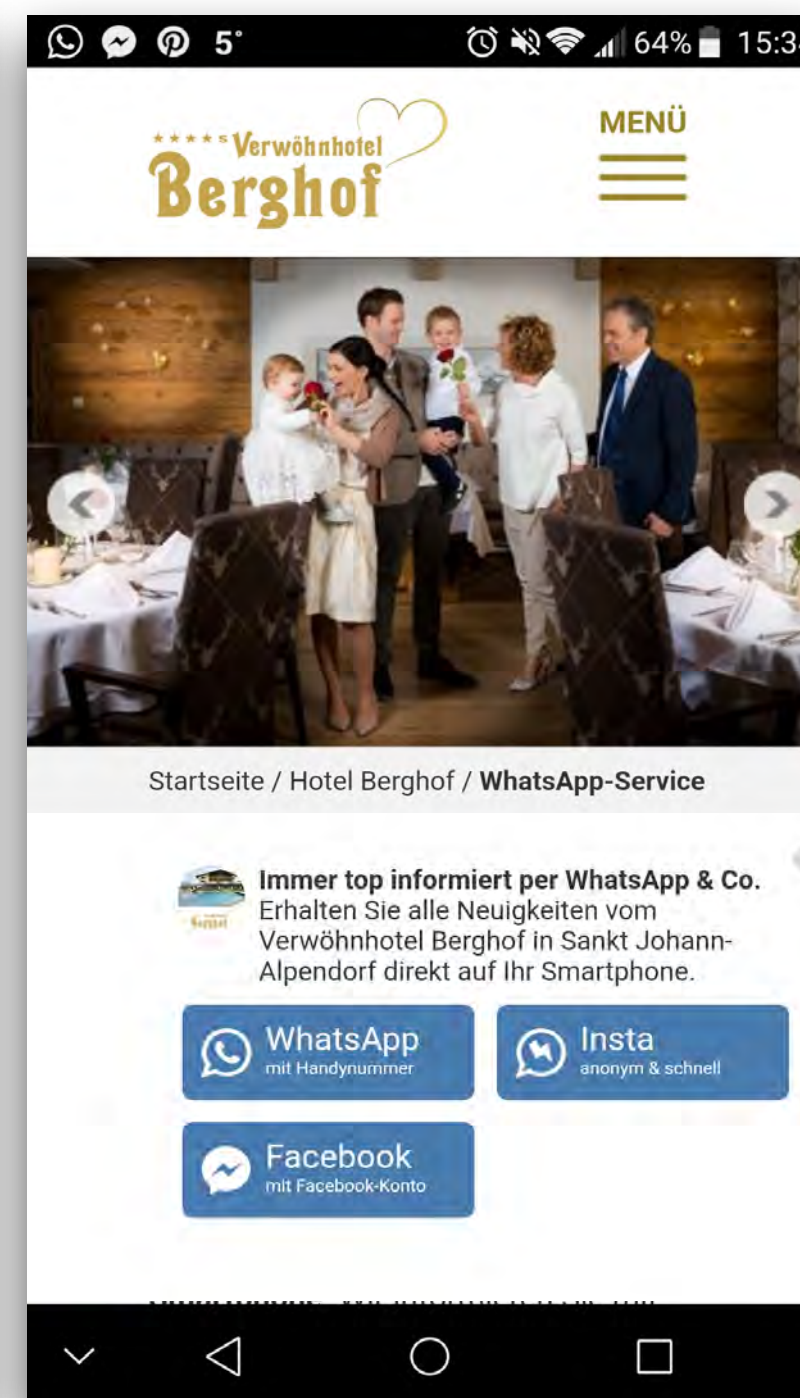 5° 64% 15:3
****s Verwöhnhotel
Berghof
MENÜ
Startseite / Hotel Berghof / WhatsApp-Service
Immer top informiert per WhatsApp & Co.
Erhalten Sie alle Neuigkeiten vom
Verwöhnhotel Berghof in Sankt Johann-
Alpendorf direkt auf Ihr Smartphone.
WhatsApp
mit Handynummer
Insta
anonym & schnell
Facebook
mit Facebook-Konto